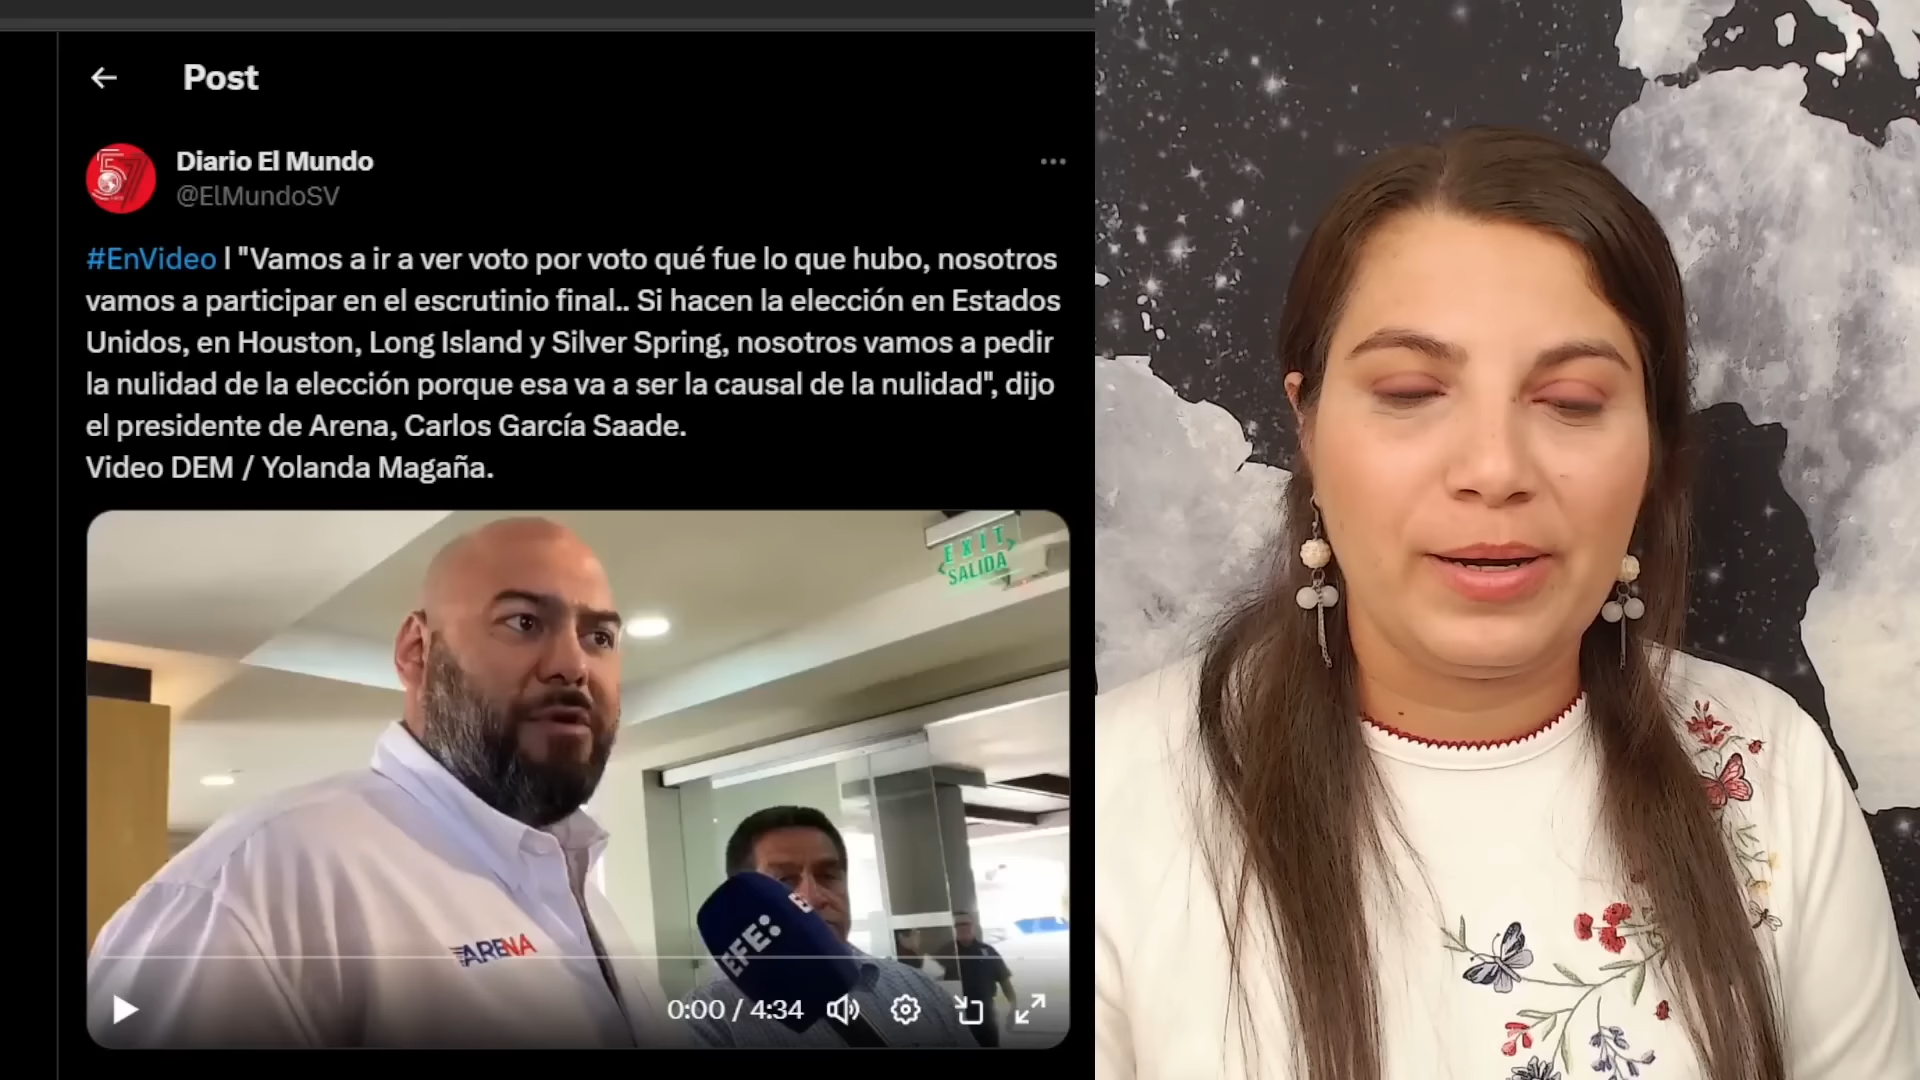 Post
57
Diario El Mundo
@ElMundoSV
#EnVideo | "Vamos a ir a ver voto por voto qué fue lo que hubo, nosotros
vamos a participar en el escrutinio final.. Si hacen la elección en Estados
Unidos, en Houston, Long Island y Silver Spring, nosotros vamos a pedir
la nulidad de la elección porque esa va a ser la causal de la nulidad", dijo
el presidente de Arena, Carlos García Saade.
Video DEM / Yolanda Magaña.
EXIT
SALIDA
EFE:
ARENA
0:00 / 4:34